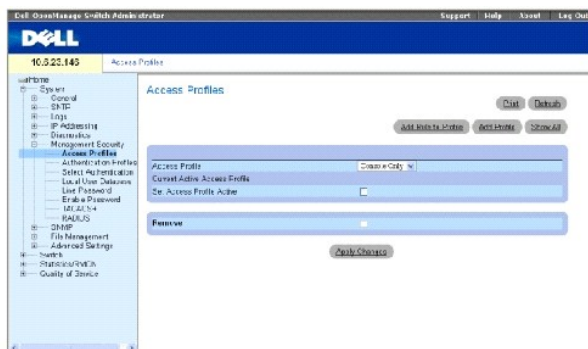 Dell OpenManage Switch Administrator
Support Help About Log Out
DELL
10.6.23.146
Access Profiles
Home
System
General
SNTP
Logs
IP Addressing
Diagnostics
Management Security
Access Profiles
Authentication Profiles
Select Authentication
Local User Database
Line Password
Enable Password
TACACS+
RADIUS
SNMP
File Management
Advanced Settings
Switch
Statistics/RMON
Quality of Service
Access Profiles
Print Refresh
Add Rule to Profile Add Profile Show All
Access Profile Console Only
Current Active Access Profile
Set Access Profile Active
Remove
Apply Changes